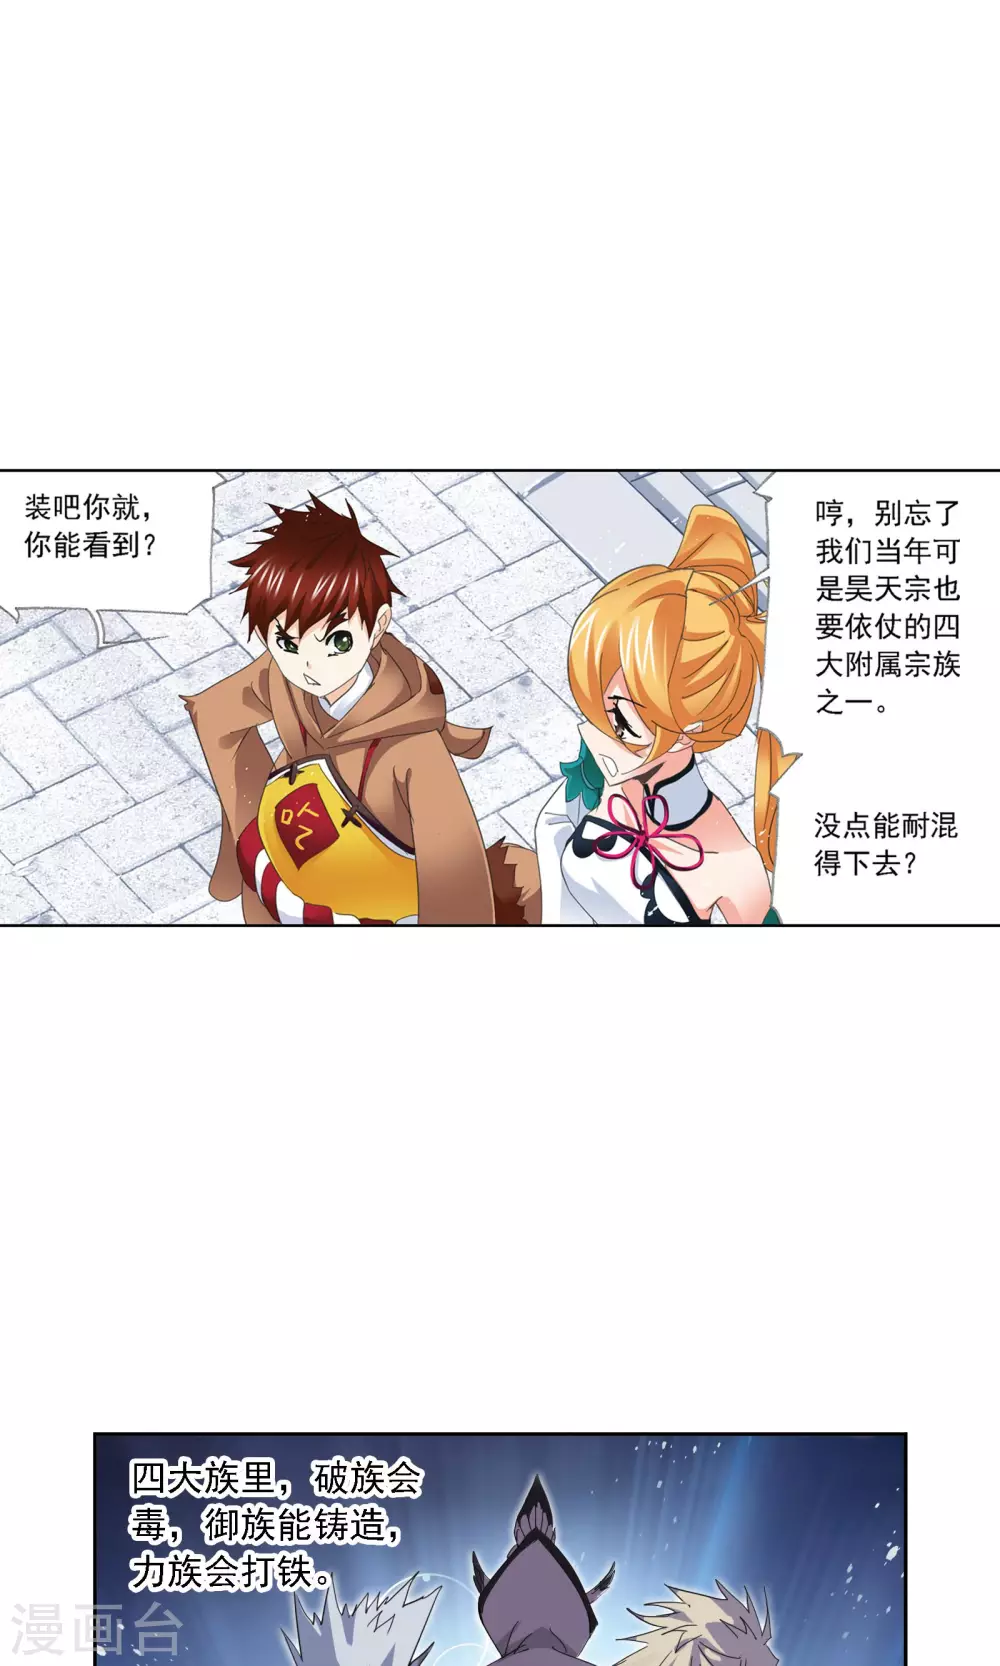 装吧你就，
你能看到？
哼，别忘了
我们当年可
是昊天宗也
要依仗的四
大附属宗族
之一。
没点能耐混
得下去？
四大族里，破族会
毒，御族能铸造，
力族会打铁。
漫画台